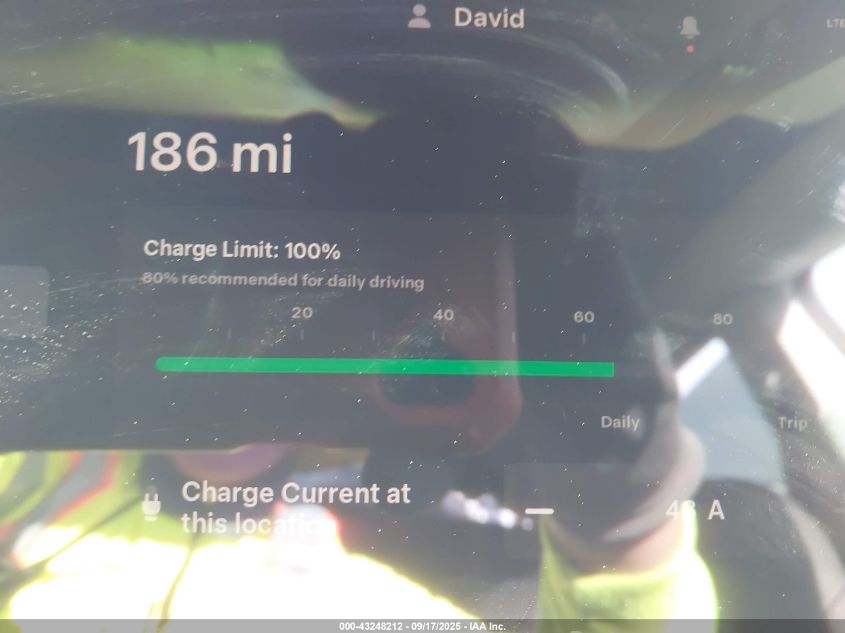 David
LTE
186 mi
Charge Limit: 100%
80% recommended for daily driving
20 40 60 80
Daily Trip
Charge Current at
this location
A
000-43248212 - 09/17/2025 - IAA Inc.